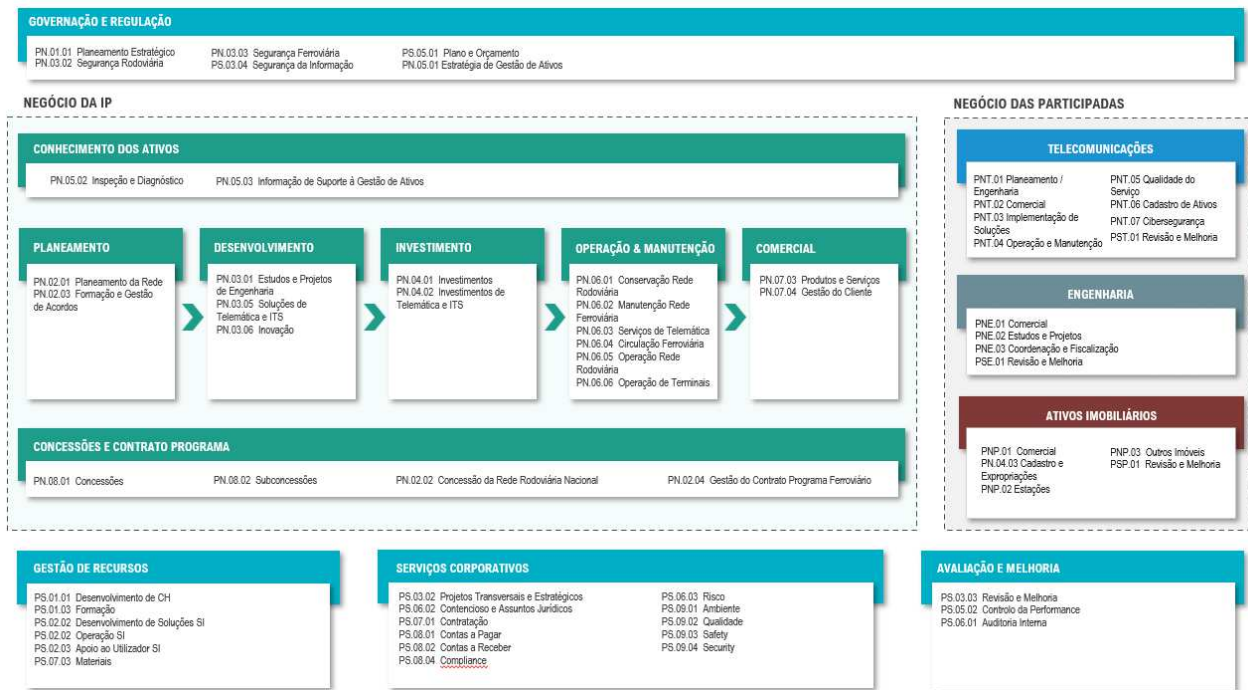 GOVERNAÇÃO E REGULAÇÃO
PN.01.01 Planeamento Estratégico
PN.03.02 Segurança Rodoviária
PN.03.03 Segurança Ferroviária
PS.03.04 Segurança da Informação
PS.05.01 Plano e Orçamento
PN.05.01 Estratégia de Gestão de Ativos
NEGÓCIO DA IP
CONHECIMENTO DOS ATIVOS
PN.05.02 Inspeção e Diagnóstico
PN.05.03 Informação de Suporte à Gestão de Ativos
PLANEAMENTO
PN.02.01 Planeamento da Rede
PN.02.03 Formação e Gestão
de Acordos
DESENVOLVIMENTO
PN.03.01 Estudos e Projetos
de Engenharia
PN.03.05 Soluções de
Telemática e ITS
PN.03.06 Inovação
INVESTIMENTO
PN.04.01 Investimentos
PN.04.02 Investimentos de
Telemática e ITS
OPERAÇÃO & MANUTENÇÃO
PN.06.01 Conservação Rede
Rodoviária
PN.06.02 Manutenção Rede
Ferroviária
PN.06.03 Serviços de Telemática
PN.06.04 Circulação Ferroviária
PN.06.05 Operação Rede
Rodoviária
PN.06.06 Operação de Terminais
COMERCIAL
PN.07.03 Produtos e Serviços
PN.07.04 Gestão do Cliente
CONCESSÕES E CONTRATO PROGRAMA
PN.08.01 Concessões
PN.08.02 Subconcessões
PN.02.02 Concessão da Rede Rodoviária Nacional
PN.02.04 Gestão do Contrato Programa Ferroviário
NEGÓCIO DAS PARTICIPADAS
TELECOMUNICAÇÕES
PNT.01 Planeamento /
Engenharia
PNT.02 Comercial
PNT.03 Implementação de
Soluções
PNT.04 Operação e Manutenção
PNT.05 Qualidade do
Serviço
PNT.06 Cadastro de Ativos
PNT.07 Cibersegurança
PST.01 Revisão e Melhoria
ENGENHARIA
PNE.01 Comercial
PNE.02 Estudos e Projetos
PNE.03 Coordenação e Fiscalização
PSE.01 Revisão e Melhoria
ATIVOS IMOBILIÁRIOS
PNP.01 Comercial
PN.04.03 Cadastro e
Expropriações
PNP.02 Estações
PNP.03 Outros Imóveis
PSP.01 Revisão e Melhoria
GESTÃO DE RECURSOS
PS.01.01 Desenvolvimento de CH
PS.01.03 Formação
PS.02.02 Desenvolvimento de Soluções SI
PS.02.02 Operação SI
PS.02.03 Apoio ao Utilizador SI
PS.07.03 Materiais
SERVIÇOS CORPORATIVOS
PS.03.02 Projetos Transversais e Estratégicos
PS.06.02 Contencioso e Assuntos Jurídicos
PS.07.01 Contratação
PS.08.01 Contas a Pagar
PS.08.02 Contas a Receber
PS.08.04 Compliance
PS.06.03 Risco
PS.09.01 Ambiente
PS.09.02 Qualidade
PS.09.03 Safety
PS.09.04 Security
AVALIAÇÃO E MELHORIA
PS.03.03 Revisão e Melhoria
PS.05.02 Controlo da Performance
PS.06.01 Auditoria Interna